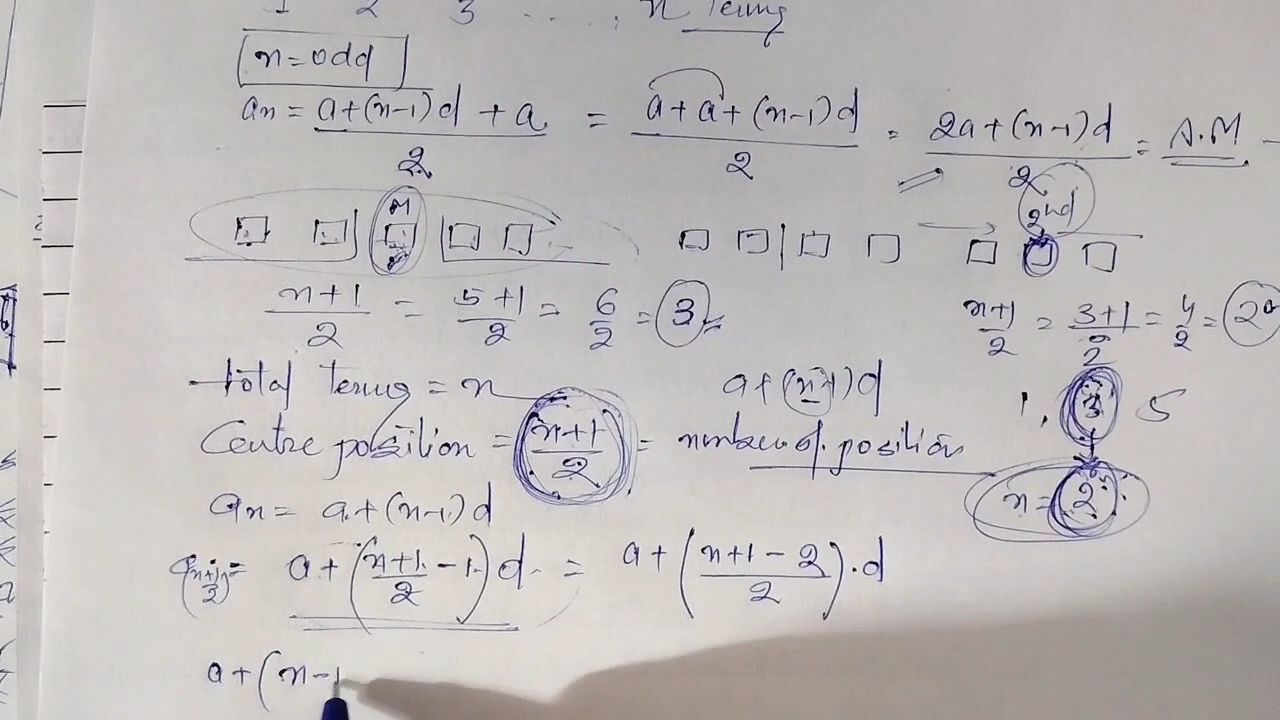 1 2 3 ..... n terms
n = odd
an = a+(n-1)d + a / 2 = a+a+(n-1)d / 2 = 2a+(n-1)d / 2 = A.M -
M
2nd
n+1/2 = 5+1/2 = 6/2 = 3
n+1/2 = 3+1/2 = 4/2 = 2
total terms = n
a+(n-1)d
1, 3 5
Centre position = n+1/2 = number of position
n = 2
an = a+(n-1)d
a(n+1/2) = a+(n+1/2 - 1)d = a+(n+1-2/2).d
a+(n-1